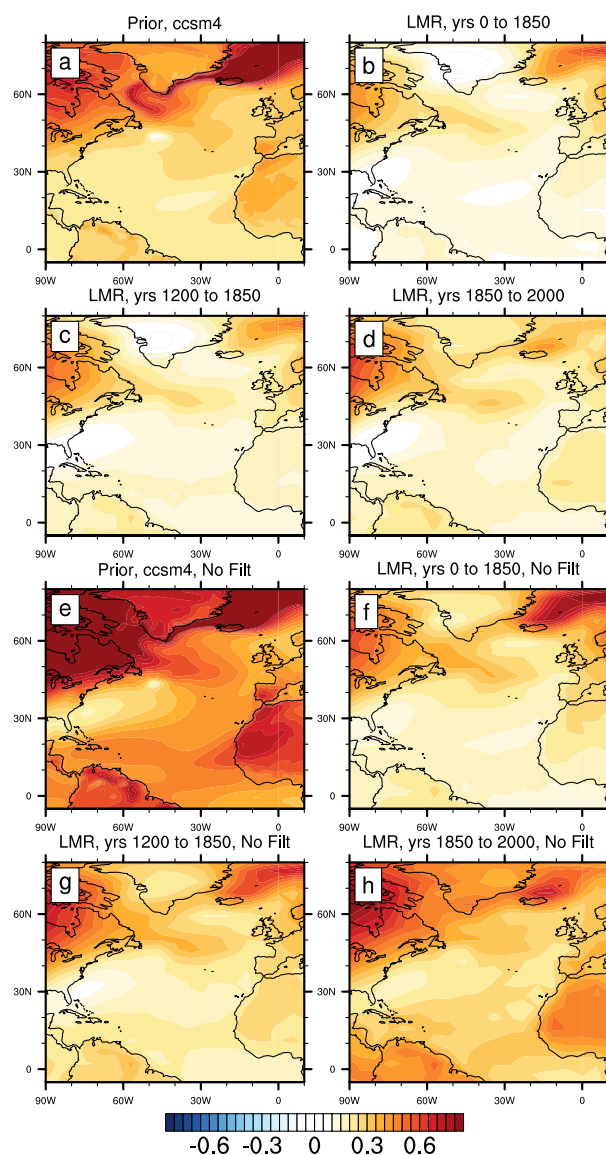 Prior, ccsm4
LMR, yrs 0 to 1850
a
b
60N
30N
0
90W 60W 30W 0
90W 60W 30W 0
LMR, yrs 1200 to 1850
LMR, yrs 1850 to 2000
c
d
60N
60N
30N
30N
0
0
90W 60W 30W 0
90W 60W 30W 0
Prior, ccsm4, No Filt
LMR, yrs 0 to 1850, No Filt
e
f
60N
60N
30N
30N
0
0
90W 60W 30W 0
90W 60W 30W 0
LMR, yrs 1200 to 1850, No Filt
LMR, yrs 1850 to 2000, No Filt
g
h
60N
60N
30N
30N
0
0
90W 60W 30W 0
90W 60W 30W 0
-0.6 -0.3 0 0.3 0.6